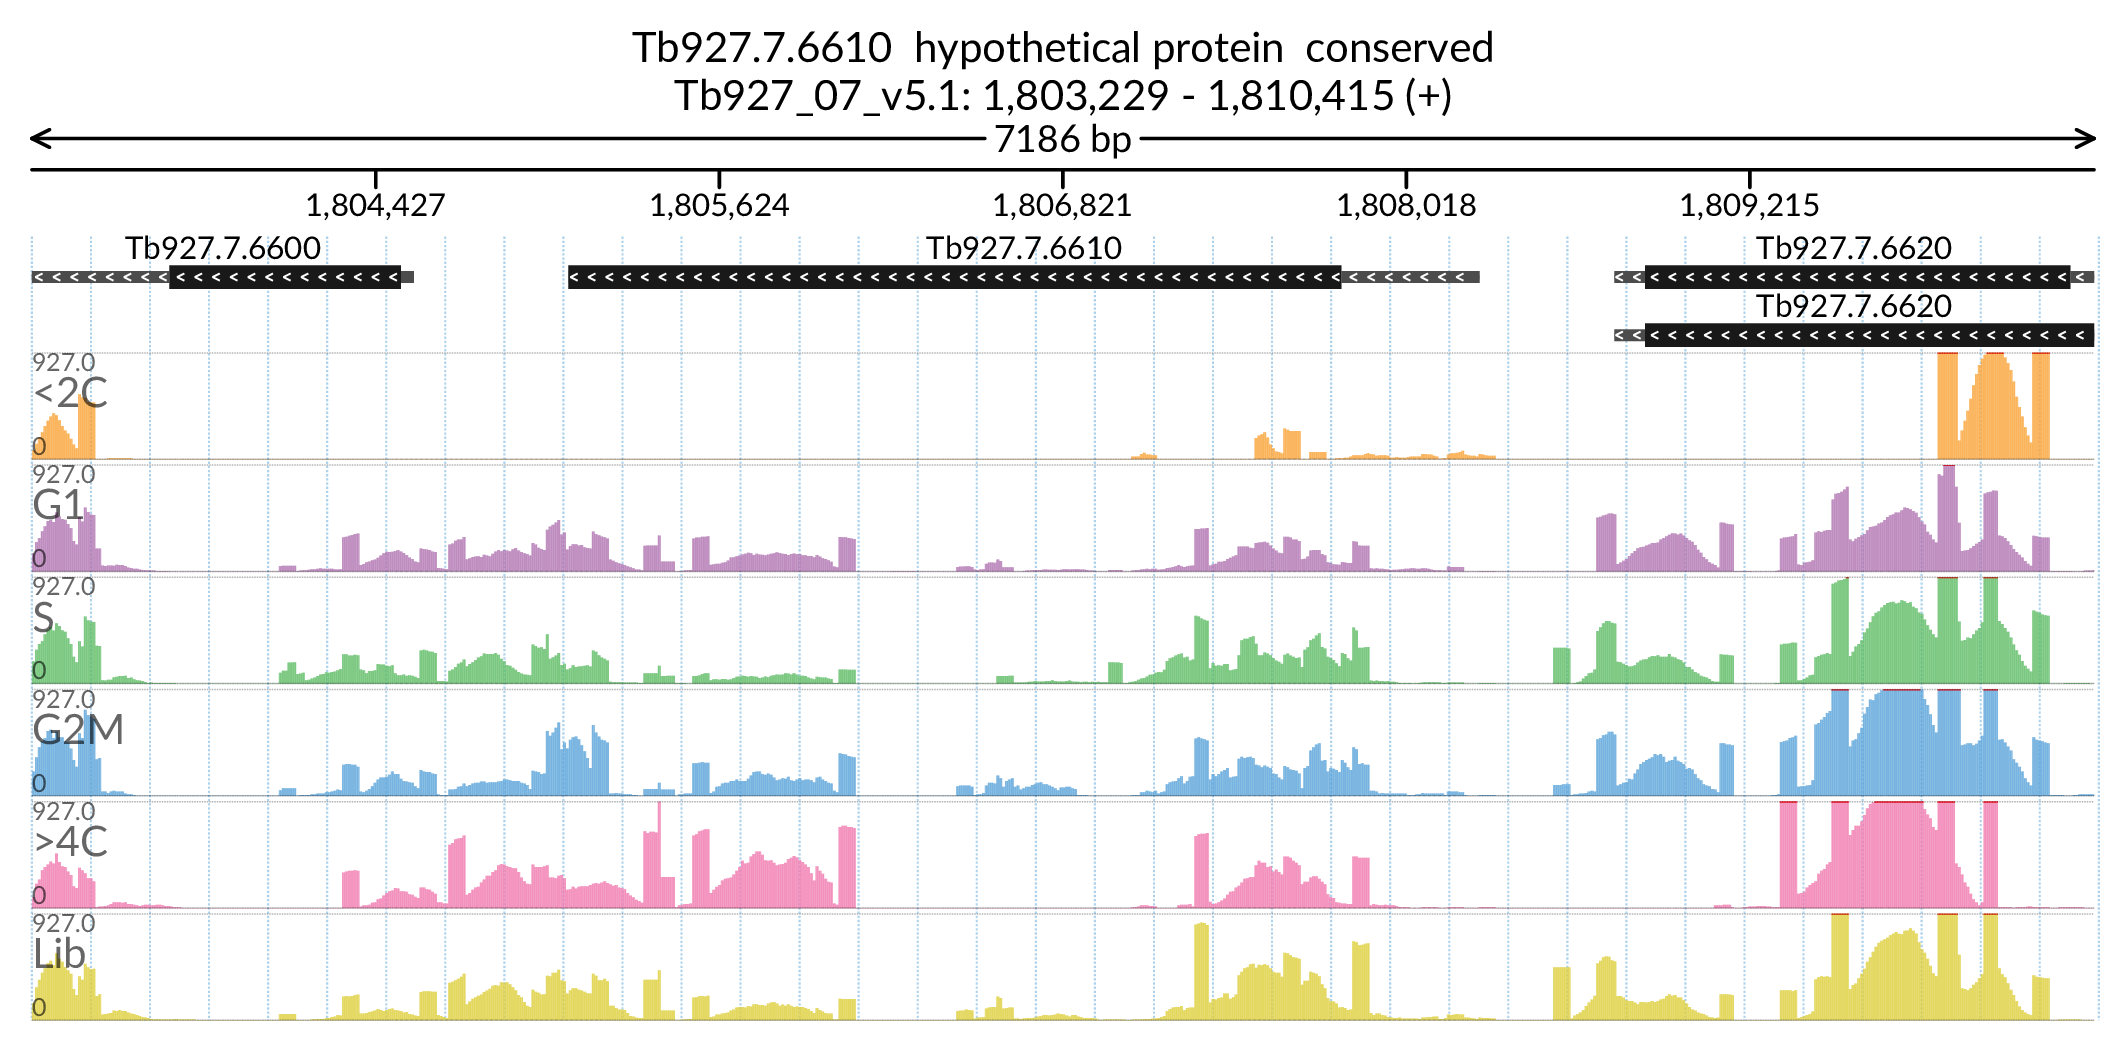 Tb927.7.6610  hypothetical protein  conserved
Tb927_07_v5.1: 1,803,229 - 1,810,415 (+)
7186 bp
1,804,427 1,805,624 1,806,821 1,808,018 1,809,215
Tb927.7.6600 Tb927.7.6610 Tb927.7.6620
Tb927.7.6620
927.0
<2C
0
927.0
G1
0
927.0
S
0
927.0
G2M
0
927.0
>4C
0
927.0
Lib
0